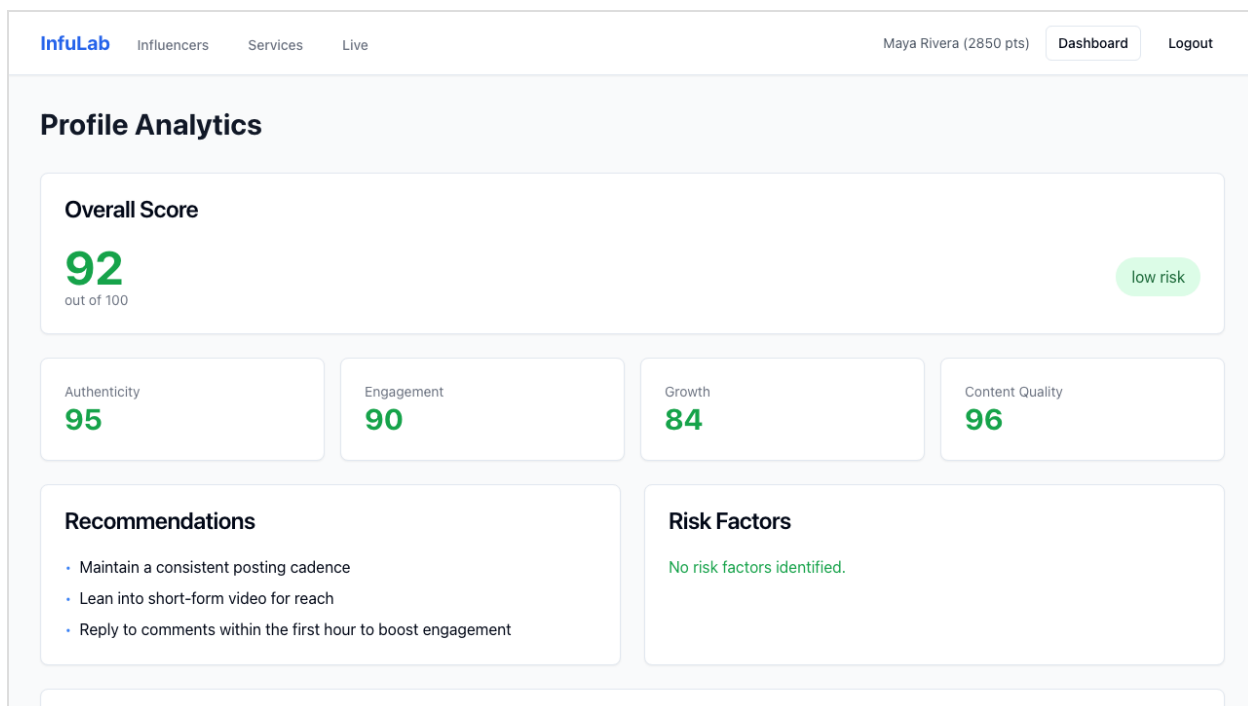 InfuLab Influencers Services Live Maya Rivera (2850 pts) Dashboard Logout
Profile Analytics
Overall Score
92
out of 100
low risk
Authenticity
95
Engagement
90
Growth
84
Content Quality
96
Recommendations
• Maintain a consistent posting cadence
• Lean into short-form video for reach
• Reply to comments within the first hour to boost engagement
Risk Factors
No risk factors identified.